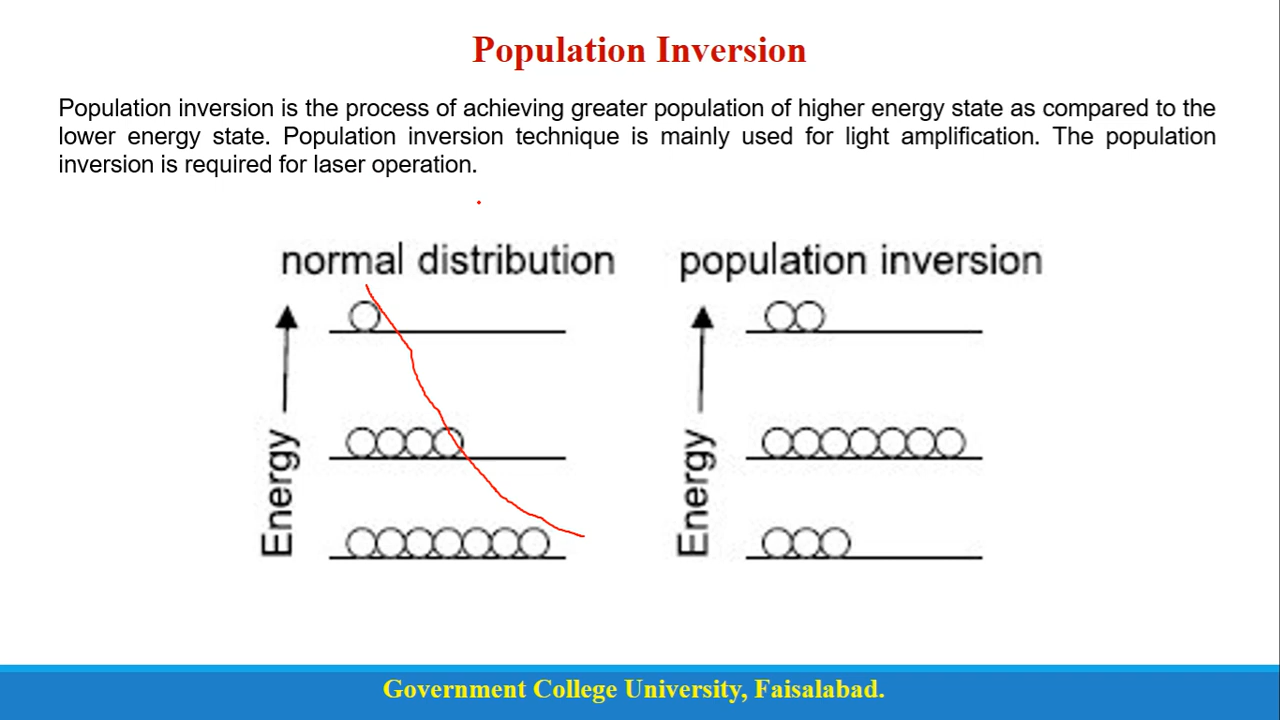 Population Inversion
Population inversion is the process of achieving greater population of higher energy state as compared to the
lower energy state. Population inversion technique is mainly used for light amplification. The population
inversion is required for laser operation.
normal distribution
population inversion
Energy
Energy
Government College University, Faisalabad.